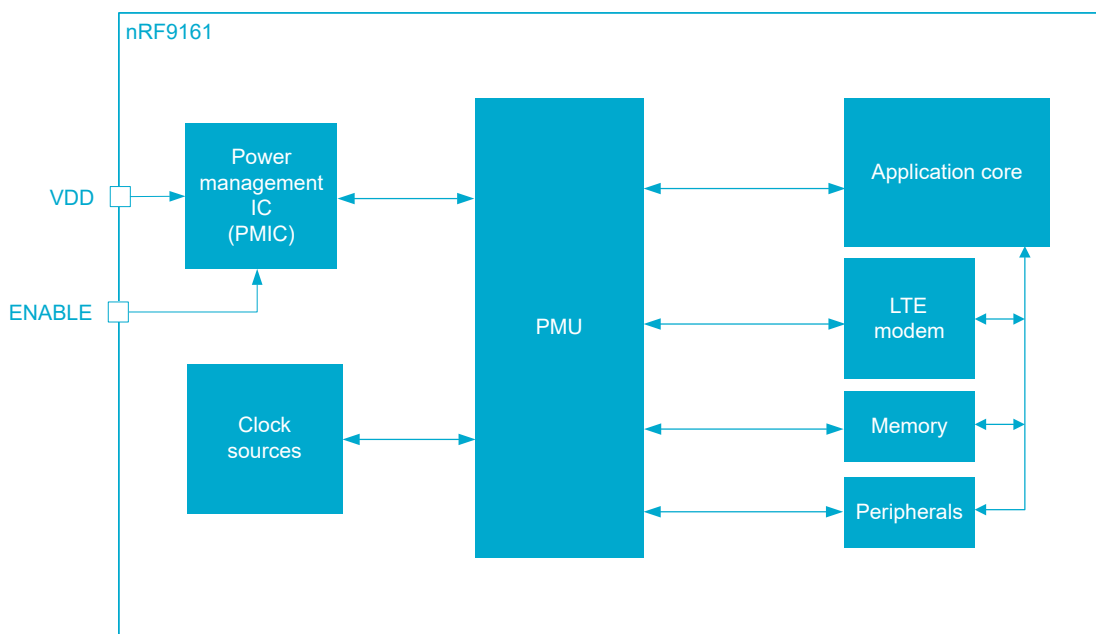 nRF9161
Power
management
IC
(PMIC)
VDD
ENABLE
Clock
sources
PMU
Application core
LTE
modem
Memory
Peripherals